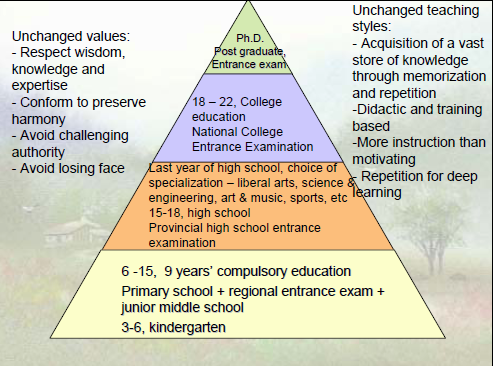 Unchanged values:
- Respect wisdom,
knowledge and
expertise
- Conform to preserve
harmony
- Avoid challenging
authority
- Avoid losing face
Ph.D.
Post graduate,
Entrance exam
18 – 22, College
education
National College
Entrance Examination
Last year of high school, choice of
specialization – liberal arts, science &
engineering, art & music, sports, etc
15-18, high school
Provincial high school entrance
examination
6 -15,  9 years' compulsory education
Primary school + regional entrance exam +
junior middle school
3-6, kindergarten
Unchanged teaching
styles:
- Acquisition of a vast
store of knowledge
through memorization
and repetition
-Didactic and training
based
-More instruction than
motivating
- Repetition for deep
learning